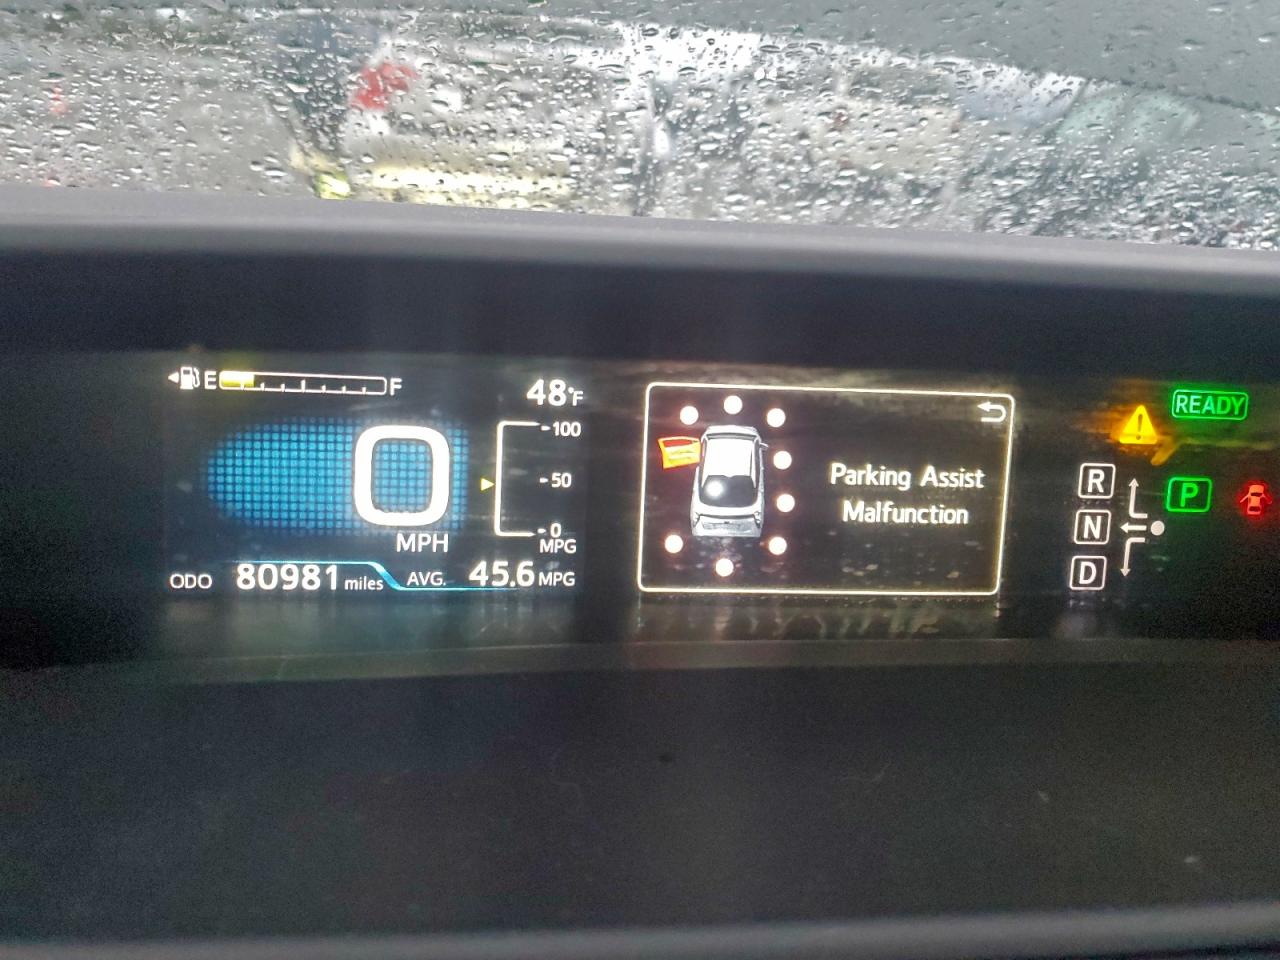 E F
48°F
100
50
0
MPG
0
MPH
ODO 80981 miles
AVG. 45.6 MPG
Parking Assist
Malfunction
READY
R
N
D
P